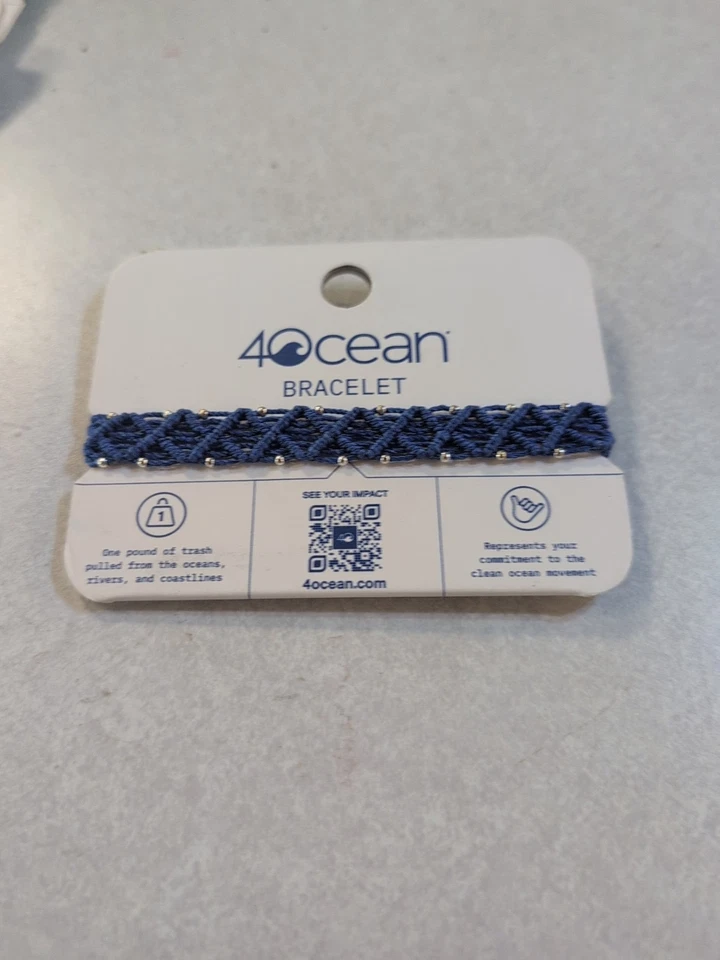 4Ocean
BRACELET
1
One pound of trash
pulled from the oceans,
rivers, and coastlines
SEE YOUR IMPACT
4ocean.com
Represents your
commitment to the
clean ocean movement